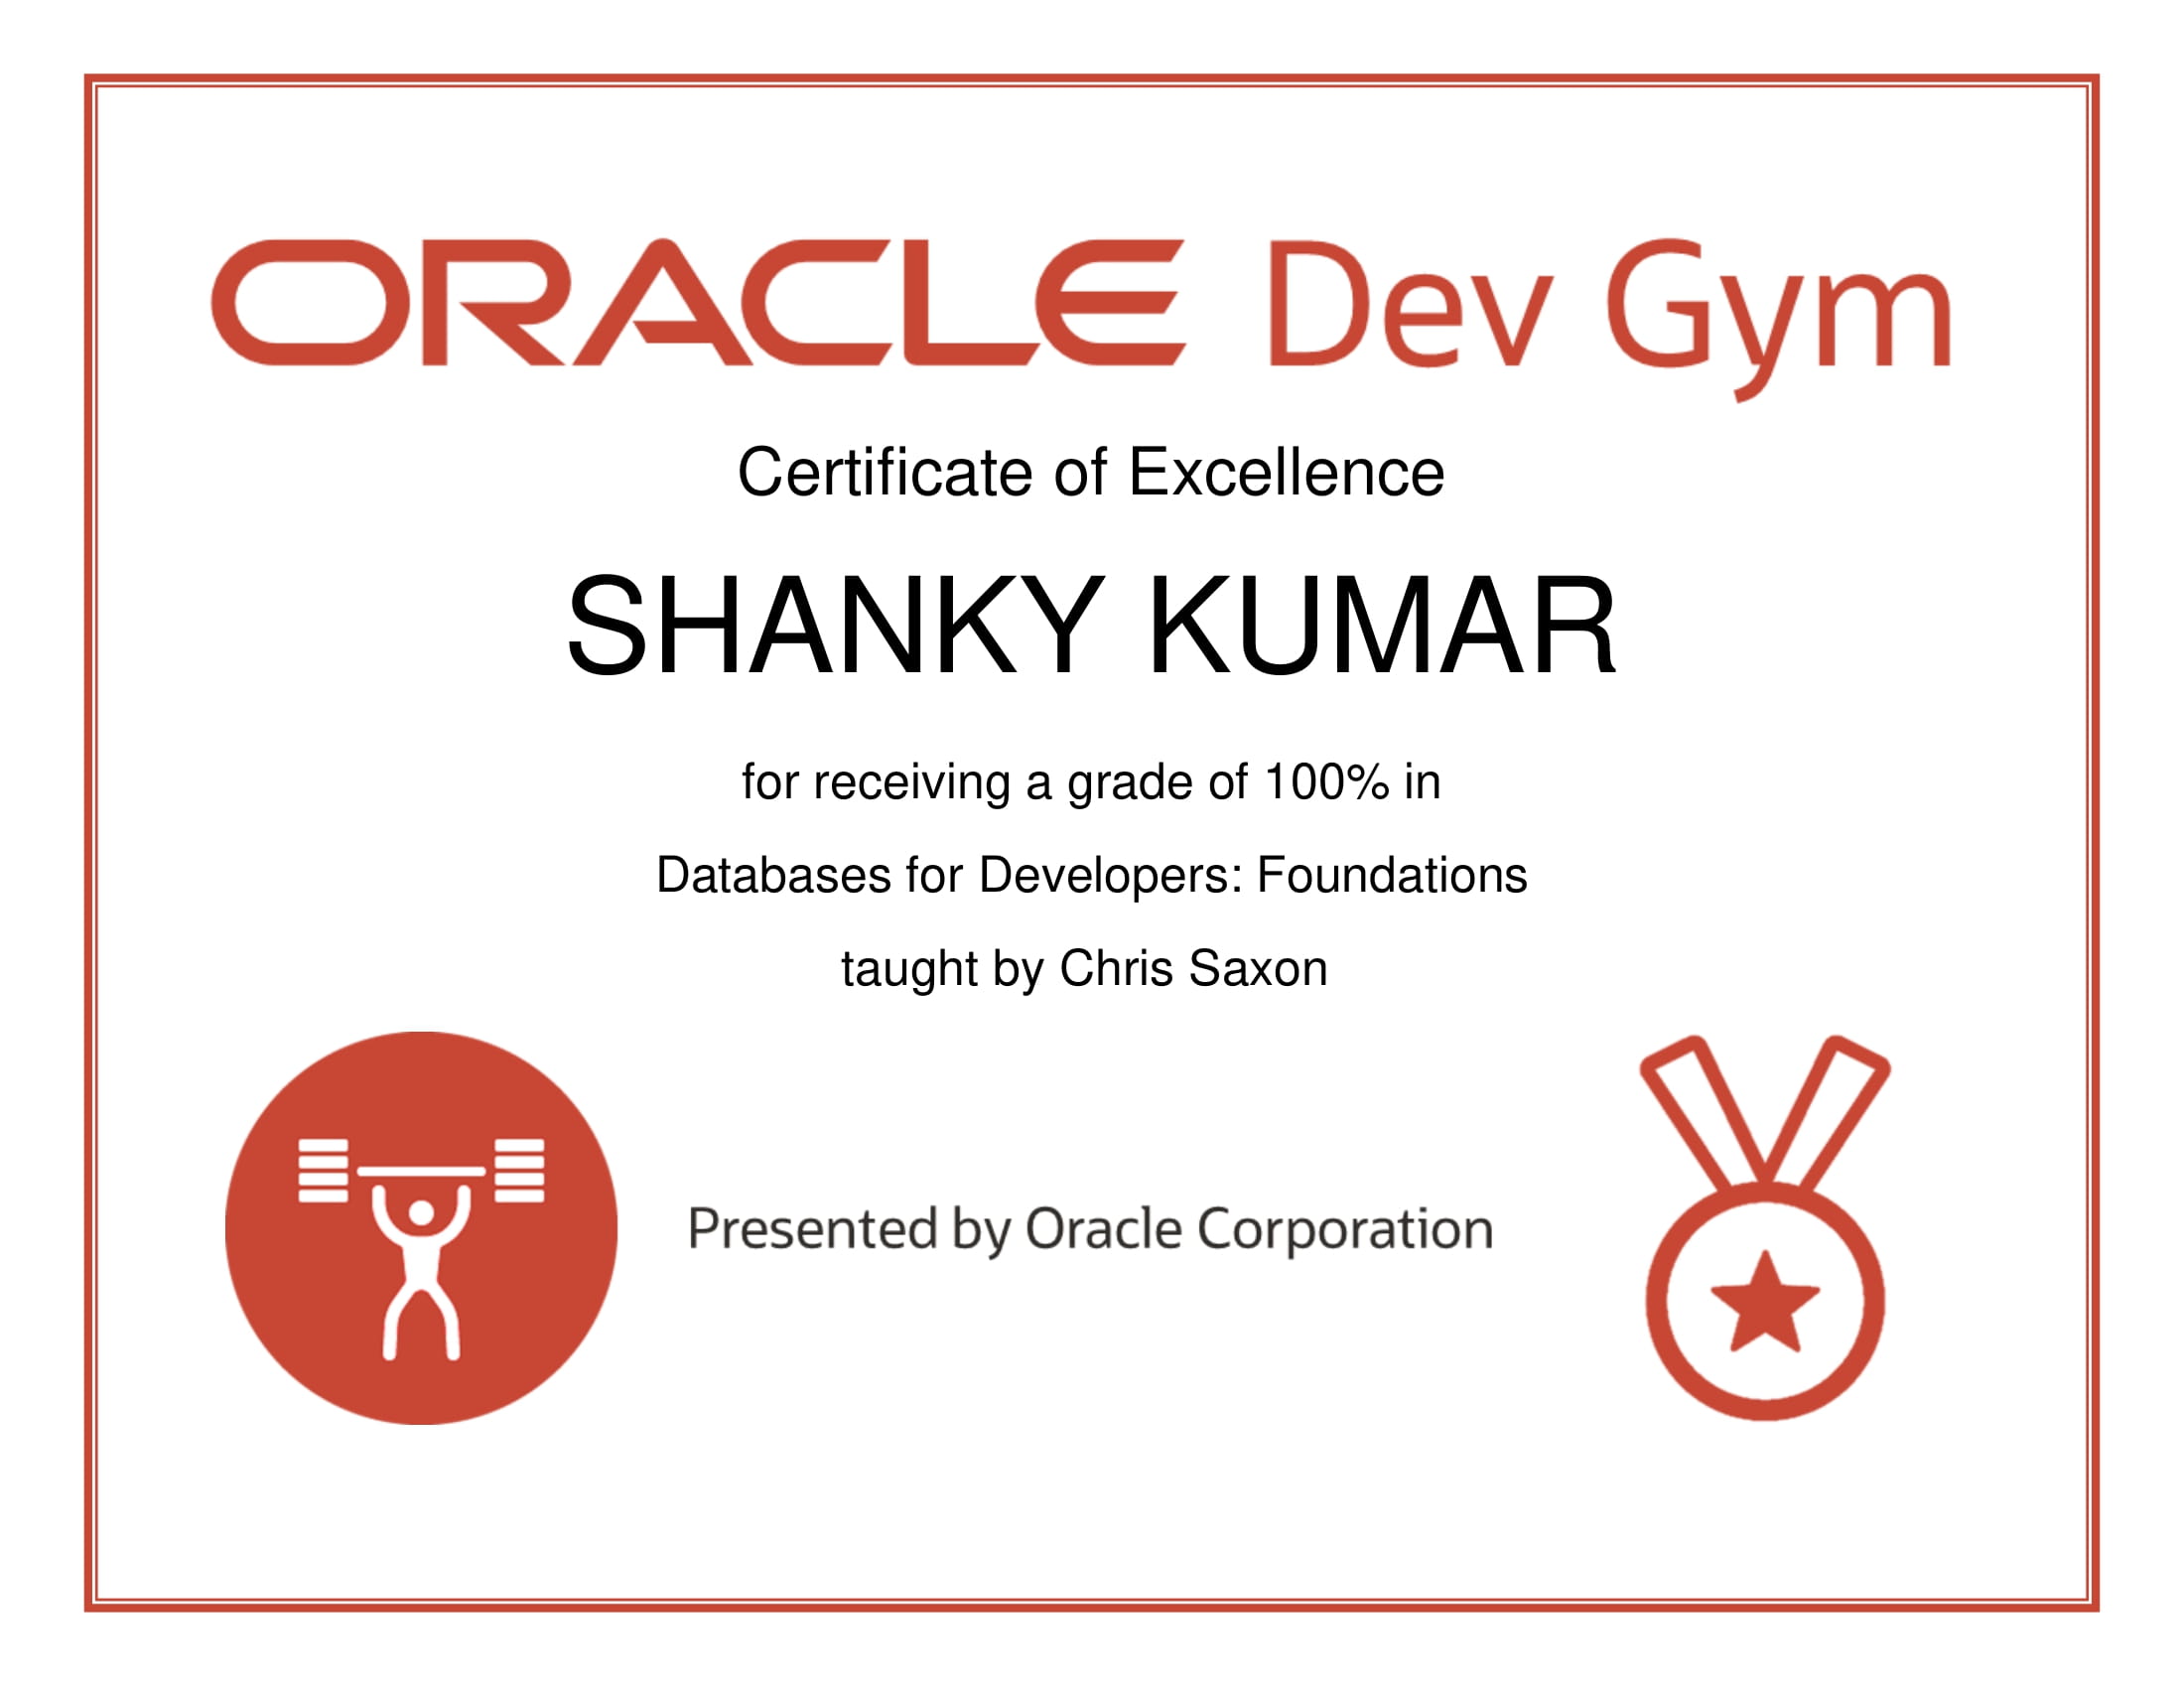 ORACLE Dev Gym
Certificate of Excellence
SHANKY KUMAR
for receiving a grade of 100% in
Databases for Developers: Foundations
taught by Chris Saxon
Presented by Oracle Corporation